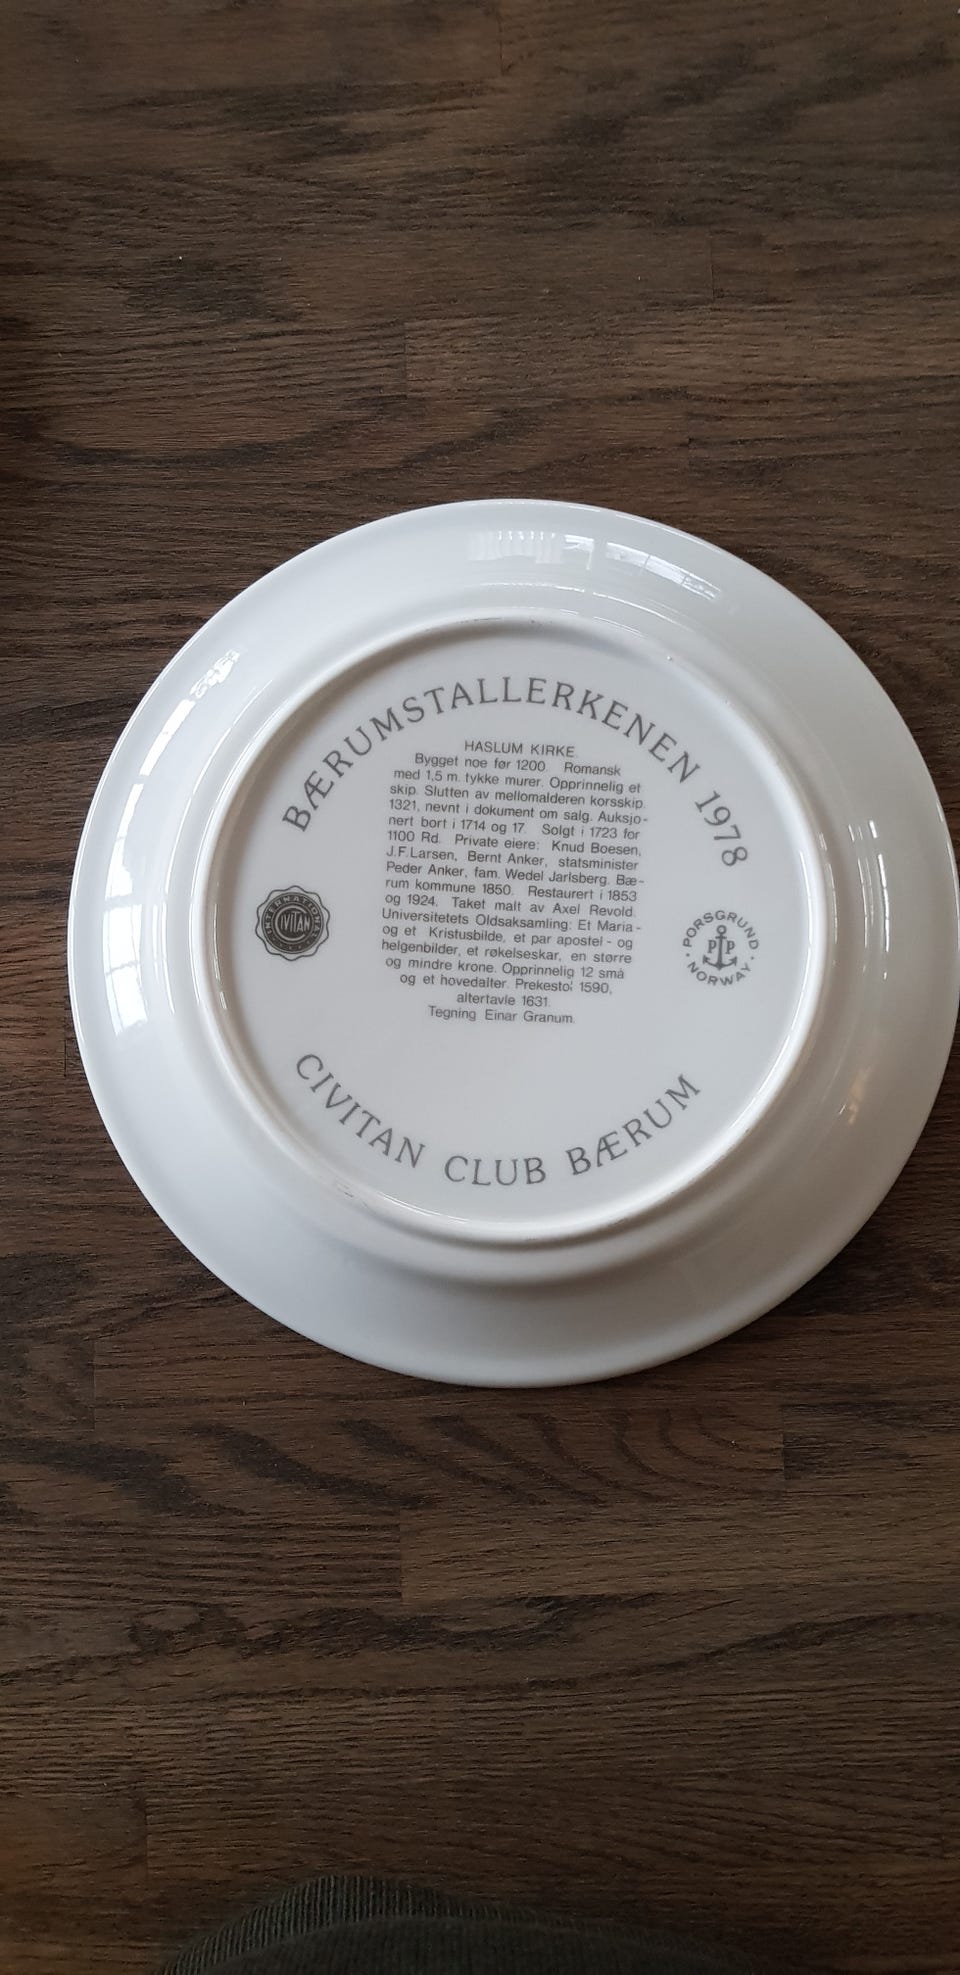 BÆRUMSTALLERKENEN 1978
HASLUM KIRKE.
Bygget noe før 1200. Romansk
med 1,5 m. tykke murer. Opprinnelig et
skip. Slutten av mellomalderen korsskip.
1321, nevnt i dokument om salg. Auksjo-
nert bort i 1714 og 17. Solgt i 1723 for
1100 Rd. Private eiere: Knud Boesen,
J.F.Larsen, Bernt Anker, statsminister
Peder Anker, fam. Wedel Jarlsberg. Bæ-
rum kommune 1850. Restaurert i 1853
og 1924. Taket malt av Axel Revold.
Universitetets Oldsaksamling: Et Maria-
og et Kristusbilde, et par apostel- og
helgenbilder, et røkelseskar, en større
og mindre krone. Opprinnelig 12 små
og et hovedalter. Prekestol 1590,
altertavle 1631.
Tegning Einar Granum.
INTERNATIONAL
CIVITAN
PORSGRUND
PP
NORWAY
CIVITAN CLUB BÆRUM